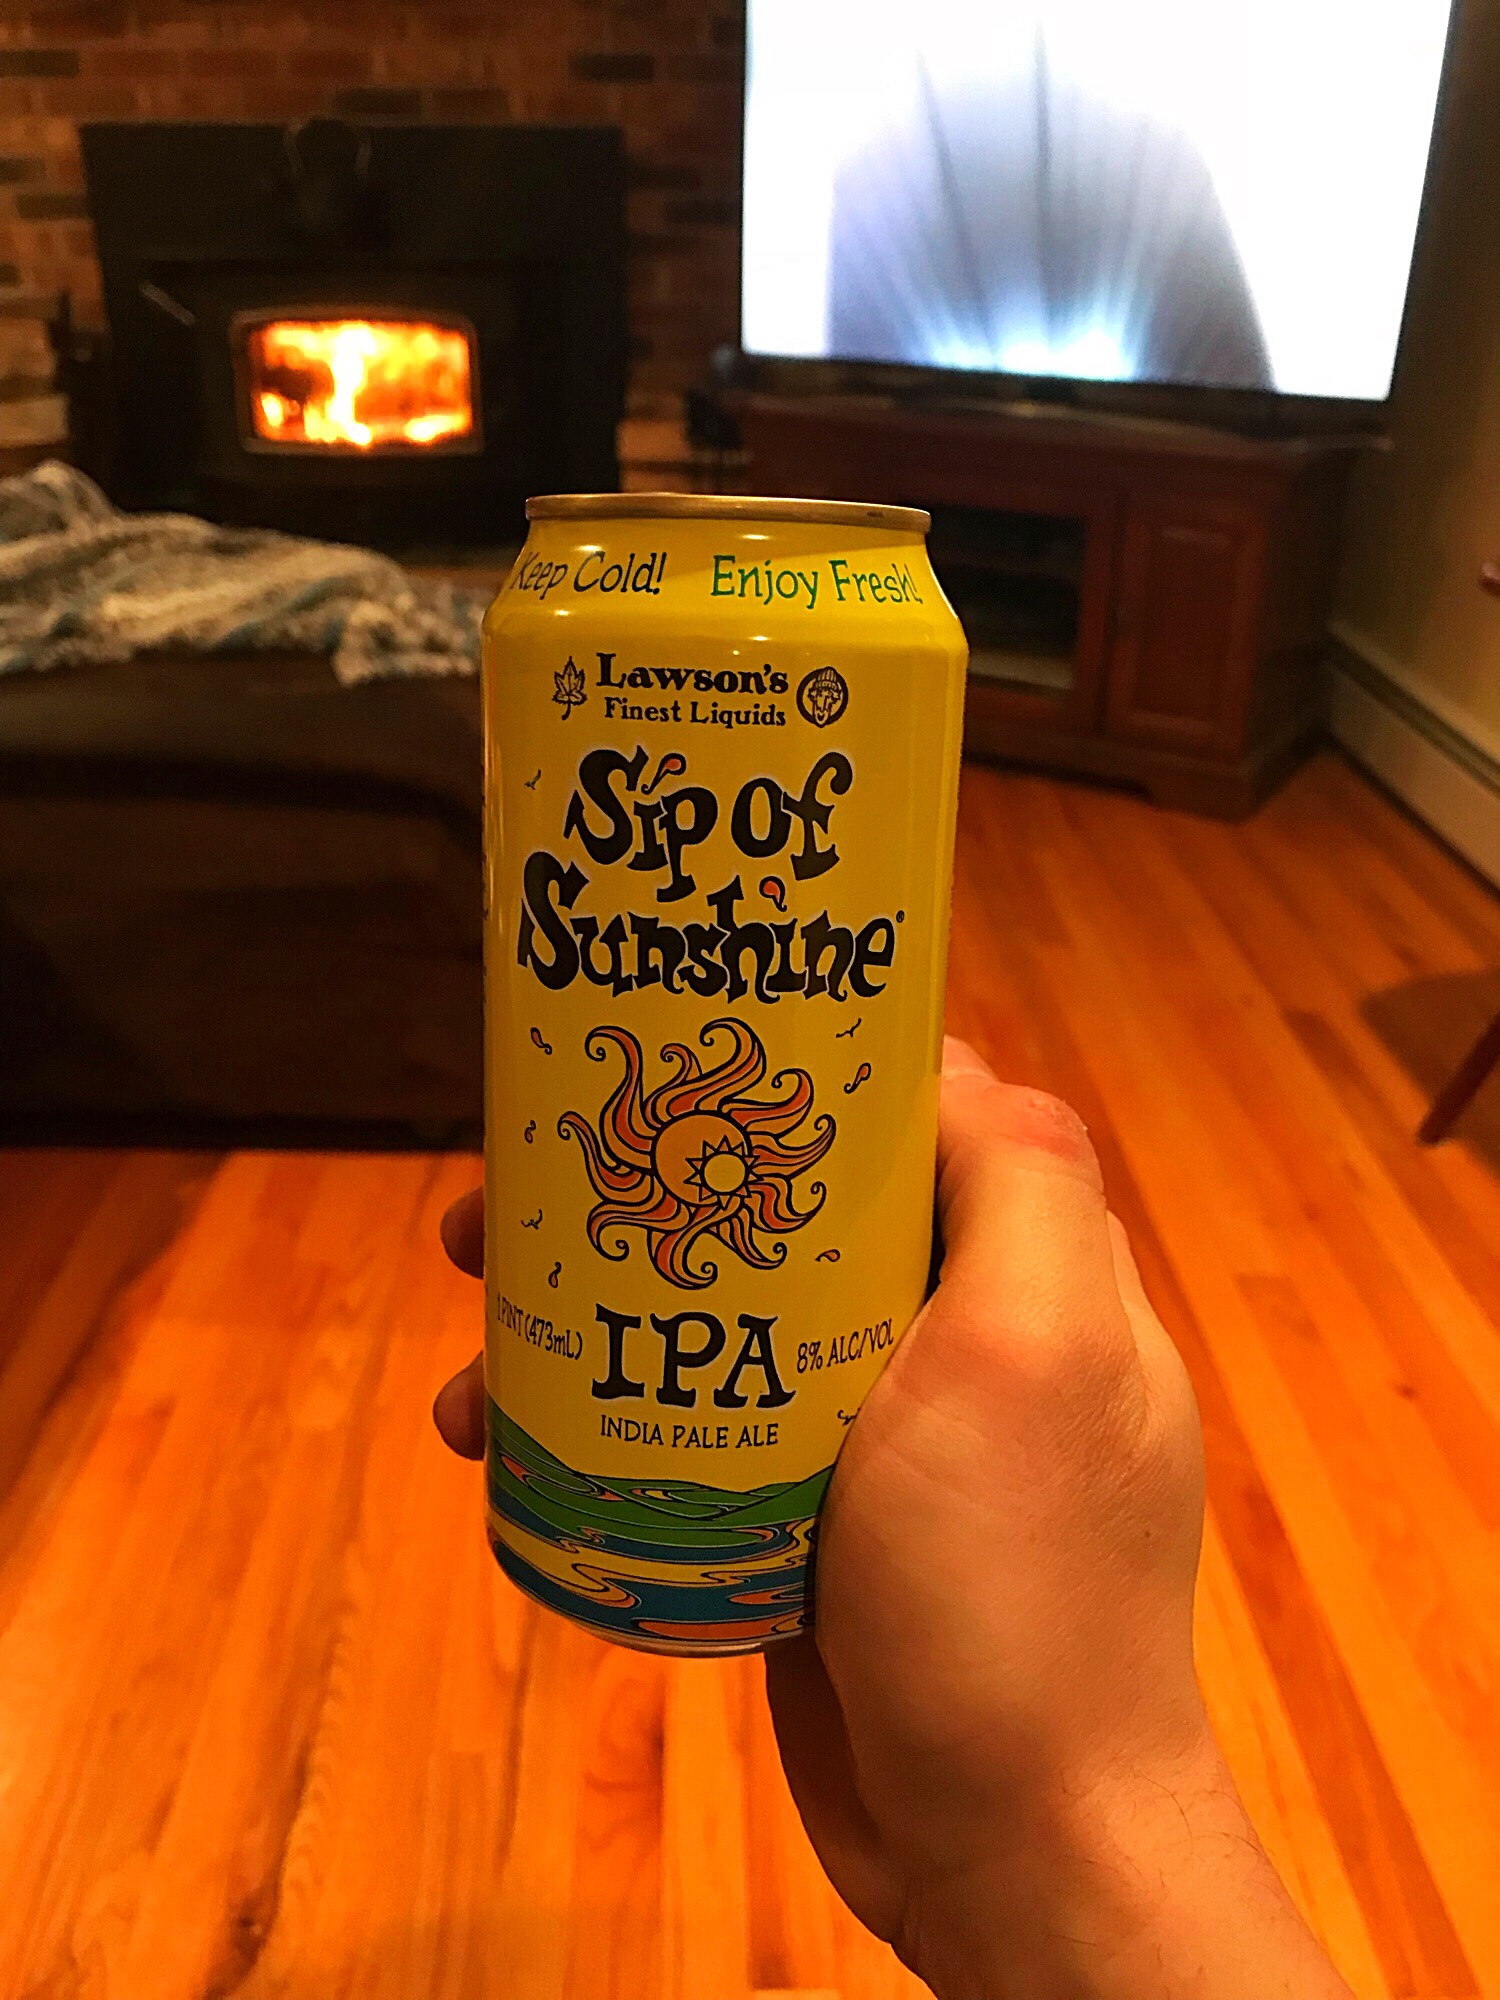 Keep Cold! Enjoy Fresh!
Lawson's
Finest Liquids
Sip of
Sunshine®
1 PINT (473mL) IPA 8% ALC/VOL
INDIA PALE ALE